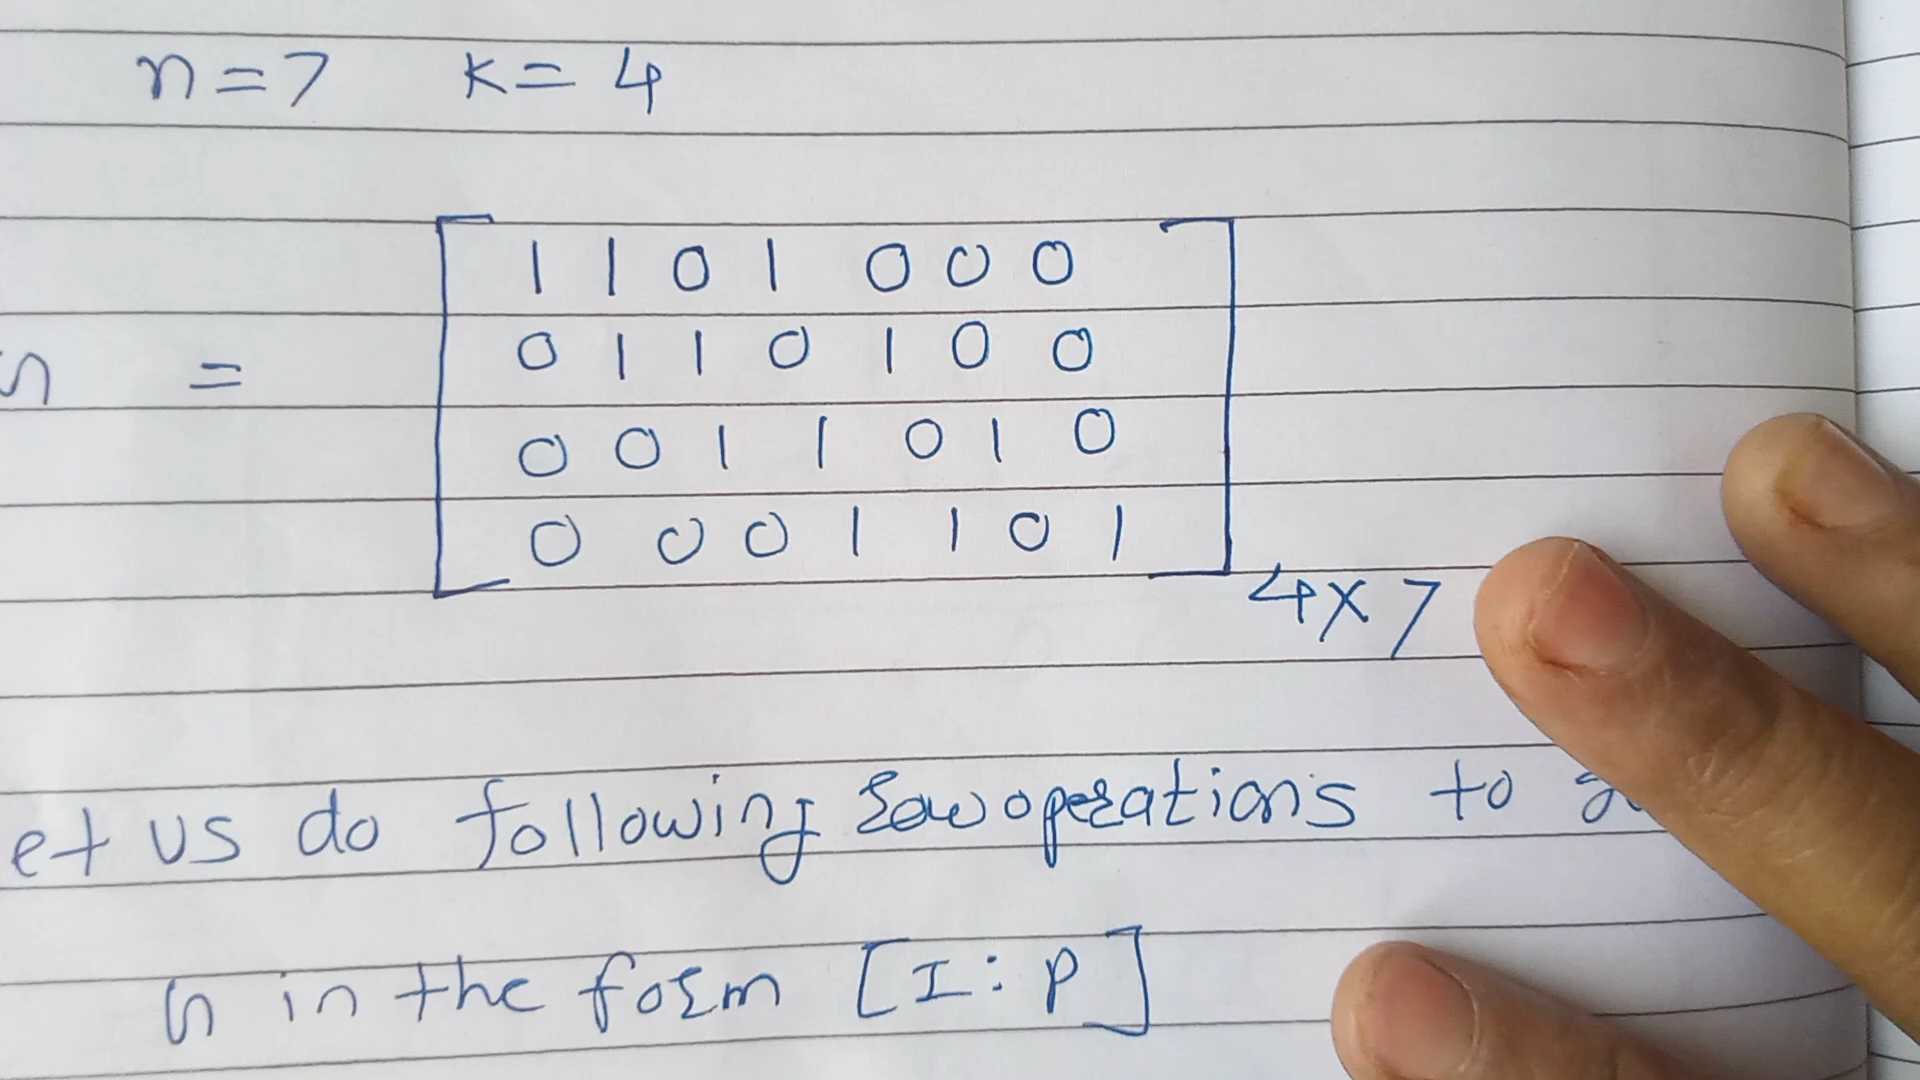 n=7 K=4
1 1 0 1 0 0 0
G = 0 1 1 0 1 0 0
0 0 1 1 0 1 0
0 0 0 1 1 0 1
4×7
et us do following row operations to
G in the form [I:P]